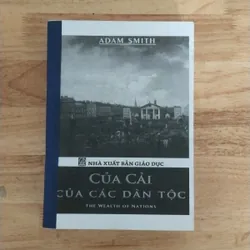 ADAM SMITH
NHÀ XUẤT BẢN GIÁO DỤC
CỦA CẢI
CỦA CÁC DÂN TỘC
THE WEALTH OF NATIONS